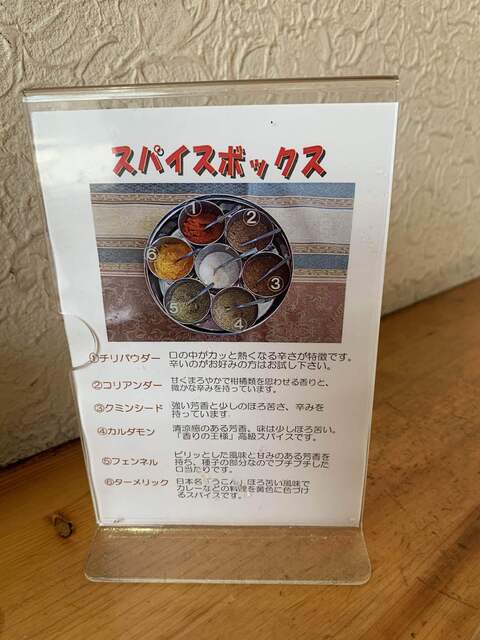 スパイスボックス
①
②
③
④
⑤
⑥
①チリパウダー 口の中がカッと熱くなる辛さが特徴です。
辛いのがお好みの方はお試し下さい。
②コリアンダー 甘くまろやかで柑橘類を思わせる香りと、
微かな辛みを持っています。
③クミンシード 強い芳香と少しのほろ苦さ、辛みを
持っています
④カルダモン 清涼感のある芳香、味は少しほろ苦い。
「香りの王様」高級スパイスです。
⑤フェンネル ピリッとした風味と甘みのある芳香を
持ち、種子の部分なのでプチプチした
口当たりです。
⑥ターメリック 日本名「うこん」ほろ苦い風味で
カレーなどの料理を黄色に色づけ
るスパイスです。